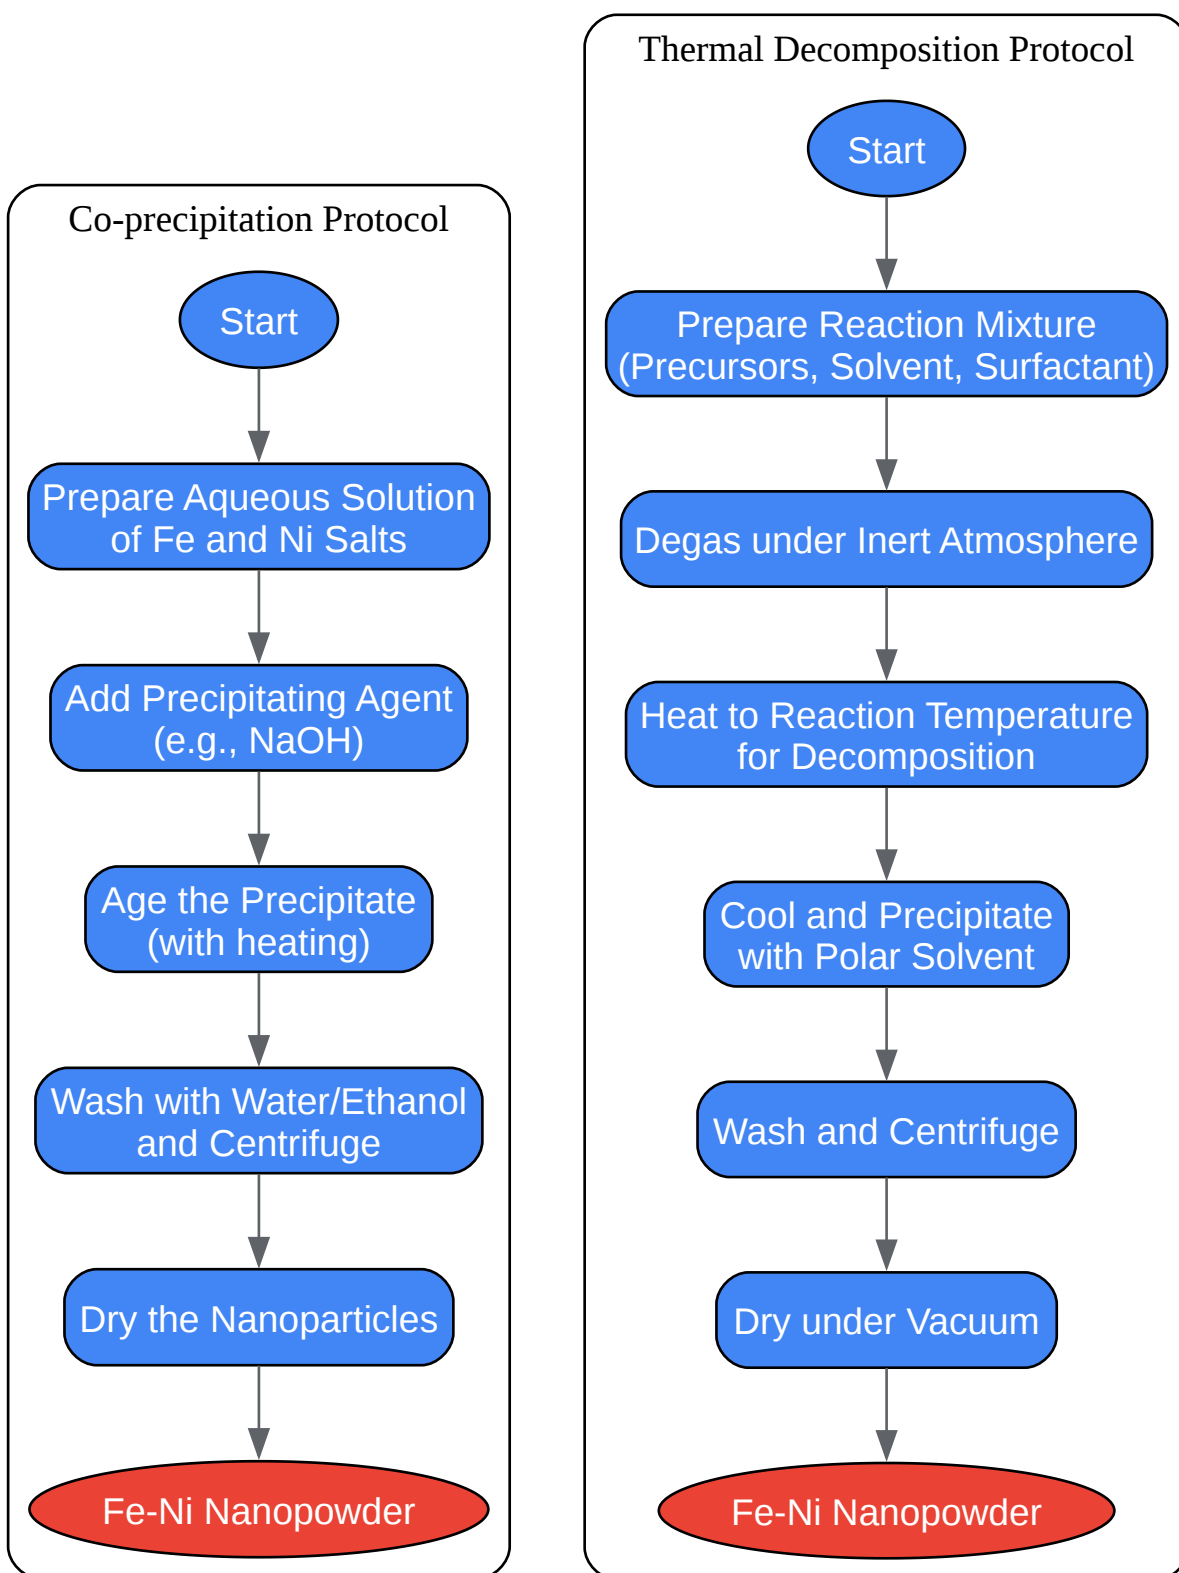 Co-precipitation Protocol
Start
Prepare Aqueous Solution
of Fe and Ni Salts
Add Precipitating Agent
(e.g., NaOH)
Age the Precipitate
(with heating)
Wash with Water/Ethanol
and Centrifuge
Dry the Nanoparticles
Fe-Ni Nanopowder
Thermal Decomposition Protocol
Start
Prepare Reaction Mixture
(Precursors, Solvent, Surfactant)
Degas under Inert Atmosphere
Heat to Reaction Temperature
for Decomposition
Cool and Precipitate
with Polar Solvent
Wash and Centrifuge
Dry under Vacuum
Fe-Ni Nanopowder